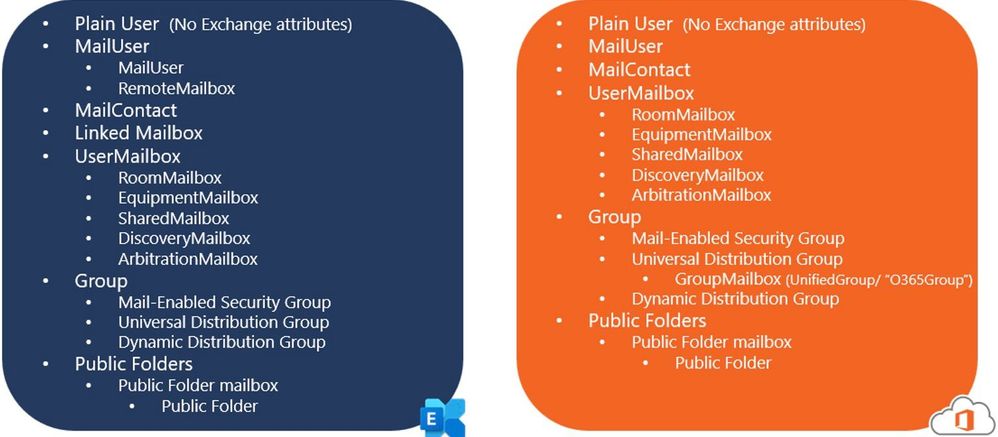 • Plain User (No Exchange attributes)
• MailUser
• MailUser
• RemoteMailbox
• MailContact
• Linked Mailbox
• UserMailbox
• RoomMailbox
• EquipmentMailbox
• SharedMailbox
• DiscoveryMailbox
• ArbitrationMailbox
• Group
• Mail-Enabled Security Group
• Universal Distribution Group
• Dynamic Distribution Group
• Public Folders
• Public Folder mailbox
• Public Folder
E
• Plain User (No Exchange attributes)
• MailUser
• MailContact
• UserMailbox
• RoomMailbox
• EquipmentMailbox
• SharedMailbox
• DiscoveryMailbox
• ArbitrationMailbox
• Group
• Mail-Enabled Security Group
• Universal Distribution Group
• GroupMailbox (UnifiedGroup/ “O365Group”)
• Dynamic Distribution Group
• Public Folders
• Public Folder mailbox
• Public Folder